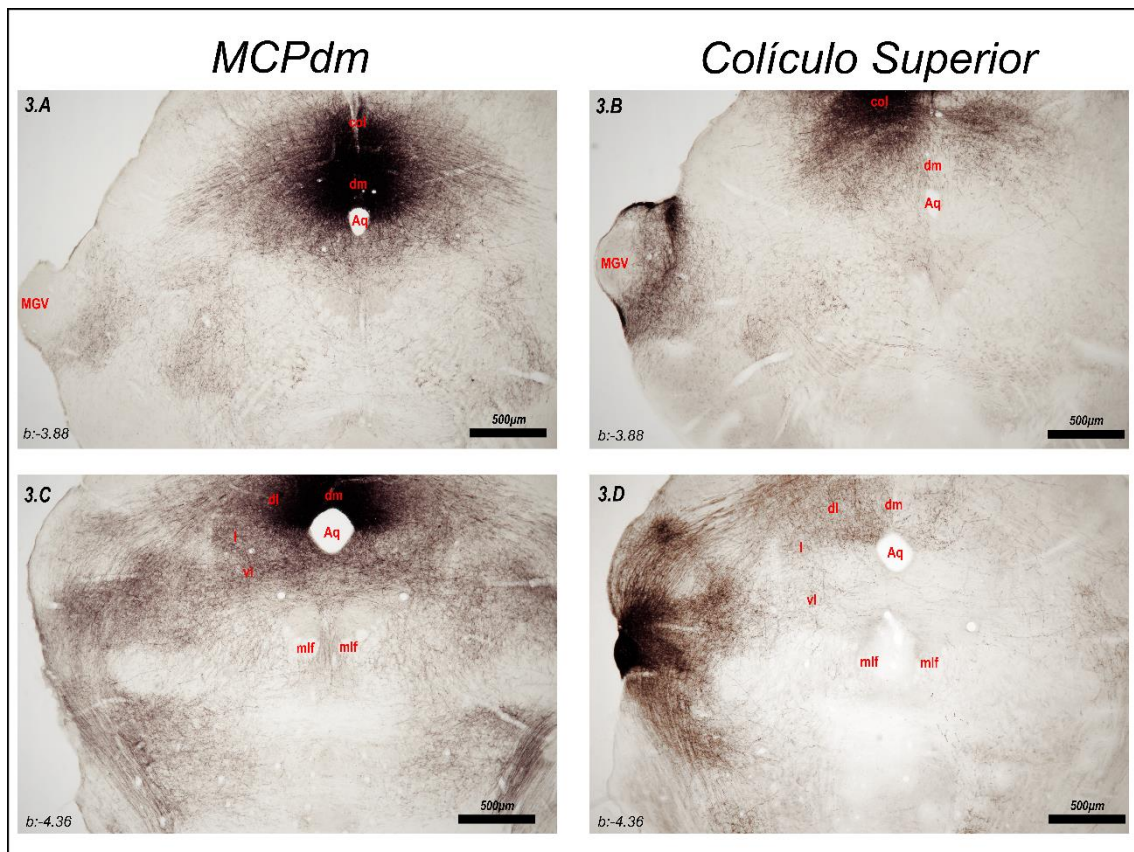 MCPdm
Colículo Superior
3.A
col
dm
Aq
MGV
500µm
b:-3.88
3.B
col
dm
Aq
MGV
500µm
b:-3.88
3.C
dl
dm
Aq
l
vl
mlf
mlf
500µm
b:-4.36
3.D
dl
dm
Aq
l
vl
mlf
mlf
500µm
b:-4.36